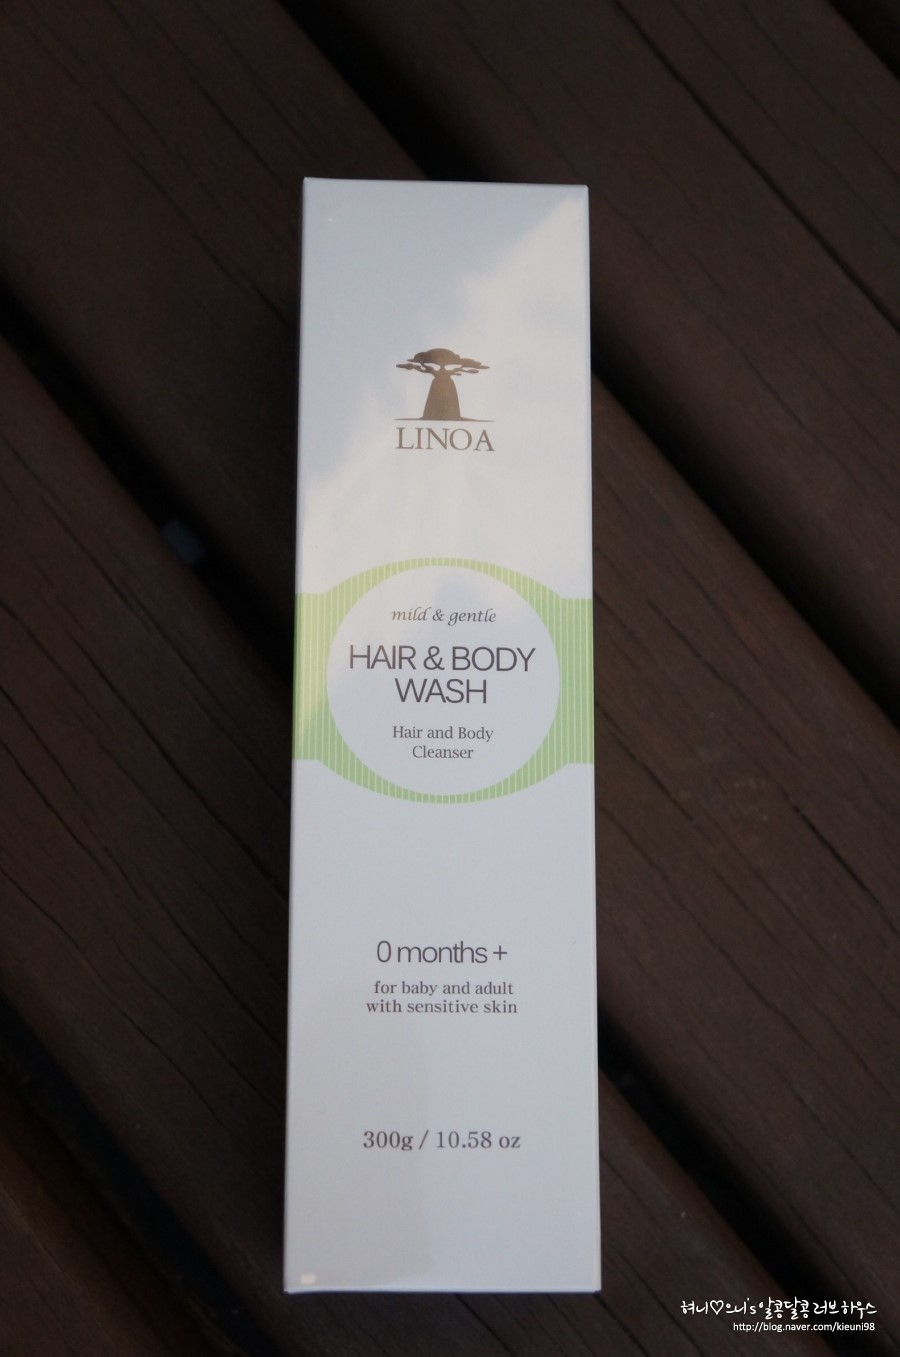 LINOA
mild & gentle
HAIR & BODY
WASH
Hair and Body
Cleanser
0 months +
for baby and adult
with sensitive skin
300g / 10.58 oz
혀니♡으니's알콩달콩러브하우스
http://blog.naver.com/kieuni98